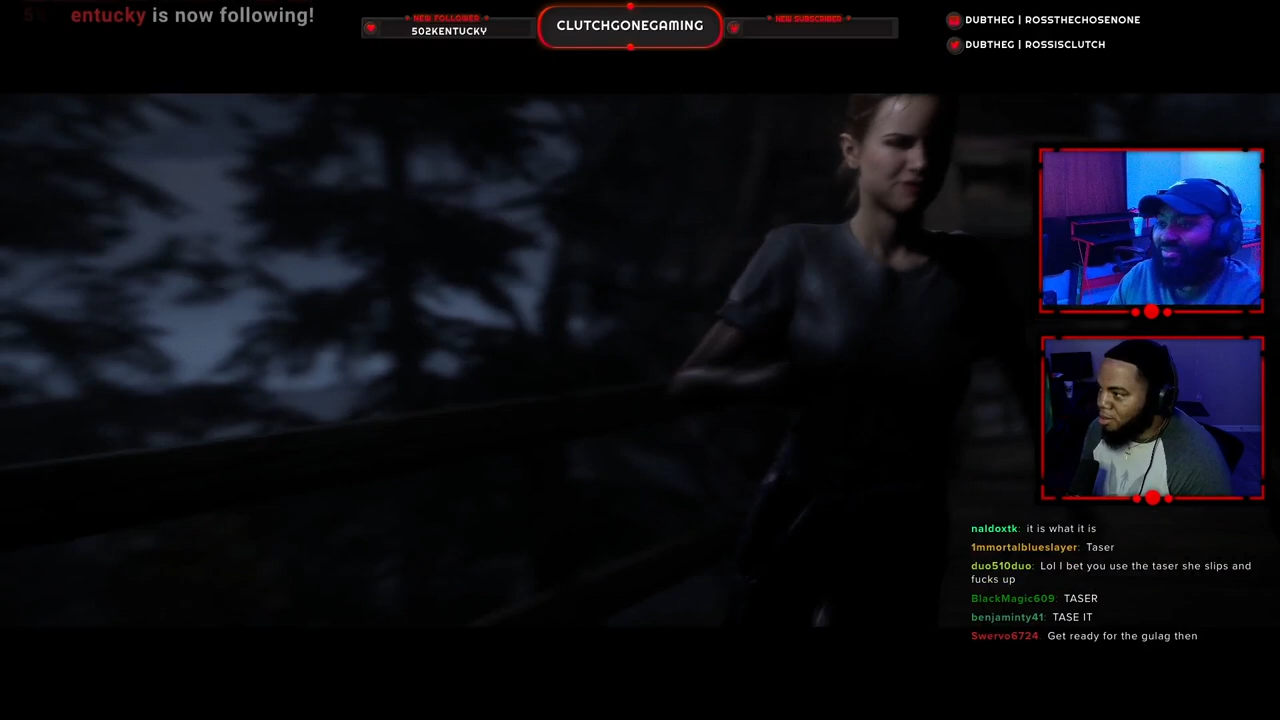 entucky is now following!
NEW FOLLOWER
502KENTUCKY
CLUTCHGONEGAMING
NEW SUBSCRIBER
DUBTHEG | ROSSTHECHOSENONE
DUBTHEG | ROSSISCLUTCH
naldoxtk: it is what it is
1mmortalblueslayer: Taser
duo510duo: Lol I bet you use the taser she slips and
fucks up
BlackMagic609: TASER
benjaminty41: TASE IT
Swervo6724: Get ready for the gulag then